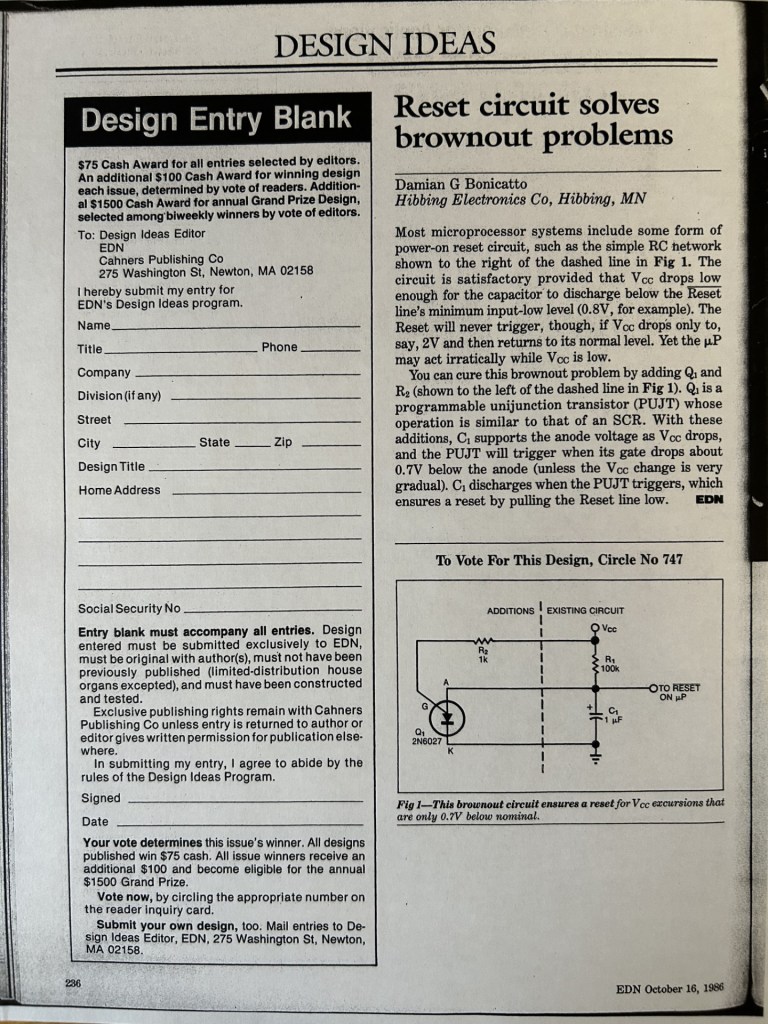 DESIGN IDEAS
Design Entry Blank
$75 Cash Award for all entries selected by editors.
An additional $100 Cash Award for winning design
each issue, determined by vote of readers. Addition-
al $1500 Cash Award for annual Grand Prize Design,
selected among biweekly winners by vote of editors.
To: Design Ideas Editor
EDN
Cahners Publishing Co
275 Washington St, Newton, MA 02158
I hereby submit my entry for
EDN's Design Ideas program.
Name
Title Phone
Company
Division (if any)
Street
City State Zip
Design Title
Home Address
Social Security No
Entry blank must accompany all entries. Design
entered must be submitted exclusively to EDN,
must be original with author(s), must not have been
previously published (limited-distribution house
organs excepted), and must have been constructed
and tested.
Exclusive publishing rights remain with Cahners
Publishing Co unless entry is returned to author or
editor gives written permission for publication else-
where.
In submitting my entry, I agree to abide by the
rules of the Design Ideas Program.
Signed
Date
Your vote determines this issue's winner. All designs
published win $75 cash. All issue winners receive an
additional $100 and become eligible for the annual
$1500 Grand Prize.
Vote now, by circling the appropriate number on
the reader inquiry card.
Submit your own design, too. Mail entries to De-
sign Ideas Editor, EDN, 275 Washington St, Newton,
MA 02158.
Reset circuit solves
brownout problems
Damian G Bonicatto
Hibbing Electronics Co, Hibbing, MN
Most microprocessor systems include some form of
power-on reset circuit, such as the simple RC network
shown to the right of the dashed line in Fig 1. The
circuit is satisfactory provided that VCC drops low
enough for the capacitor to discharge below the Reset
line's minimum input-low level (0.8V, for example). The
Reset will never trigger, though, if VCC drops only to,
say, 2V and then returns to its normal level. Yet the μP
may act irratically while VCC is low.
You can cure this brownout problem by adding Q1 and
R2 (shown to the left of the dashed line in Fig 1). Q1 is a
programmable unijunction transistor (PUJT) whose
operation is similar to that of an SCR. With these
additions, C1 supports the anode voltage as VCC drops,
and the PUJT will trigger when its gate drops about
0.7V below the anode (unless the VCC change is very
gradual). C1 discharges when the PUJT triggers, which
ensures a reset by pulling the Reset line low. EDN
To Vote For This Design, Circle No 747
ADDITIONS EXISTING CIRCUIT
VCC
R2
1k
R1
100k
A
TO RESET
ON μP
G
+
C1
1 μF
Q1
2N6027
K
Fig 1—This brownout circuit ensures a reset for VCC excursions that
are only 0.7V below nominal.
236
EDN October 16, 1986